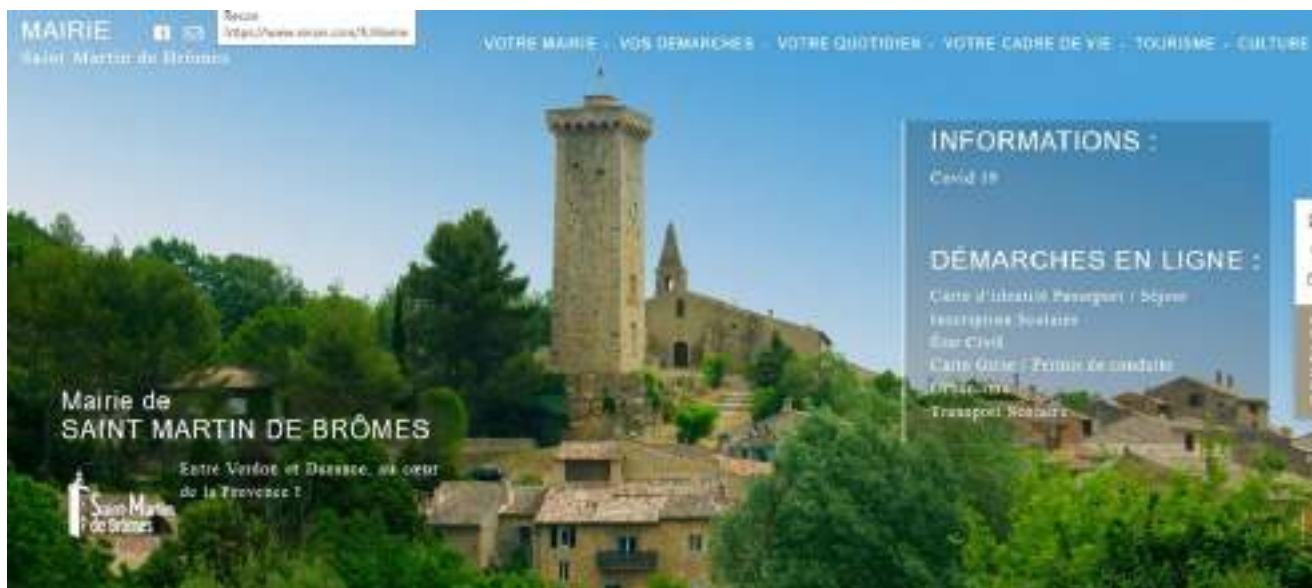 MAIRIE
Saint Martin de Brômes
VOTRE MAIRIE - VOS DEMARCHES - VOTRE QUOTIDIEN - VOTRE CADRE DE VIE - TOURISME - CULTURE
INFORMATIONS :
Covid 19
DÉMARCHES EN LIGNE :
Carte d'identité Passeport / Séjour
Inscription Scolaire
État Civil
Carte Grise / Permis de conduire
Transport Scolaire
Mairie de
SAINT MARTIN DE BRÔMES
Entre Verdon et Durance, au cœur
de la Provence !
Saint-Martin
de Brômes